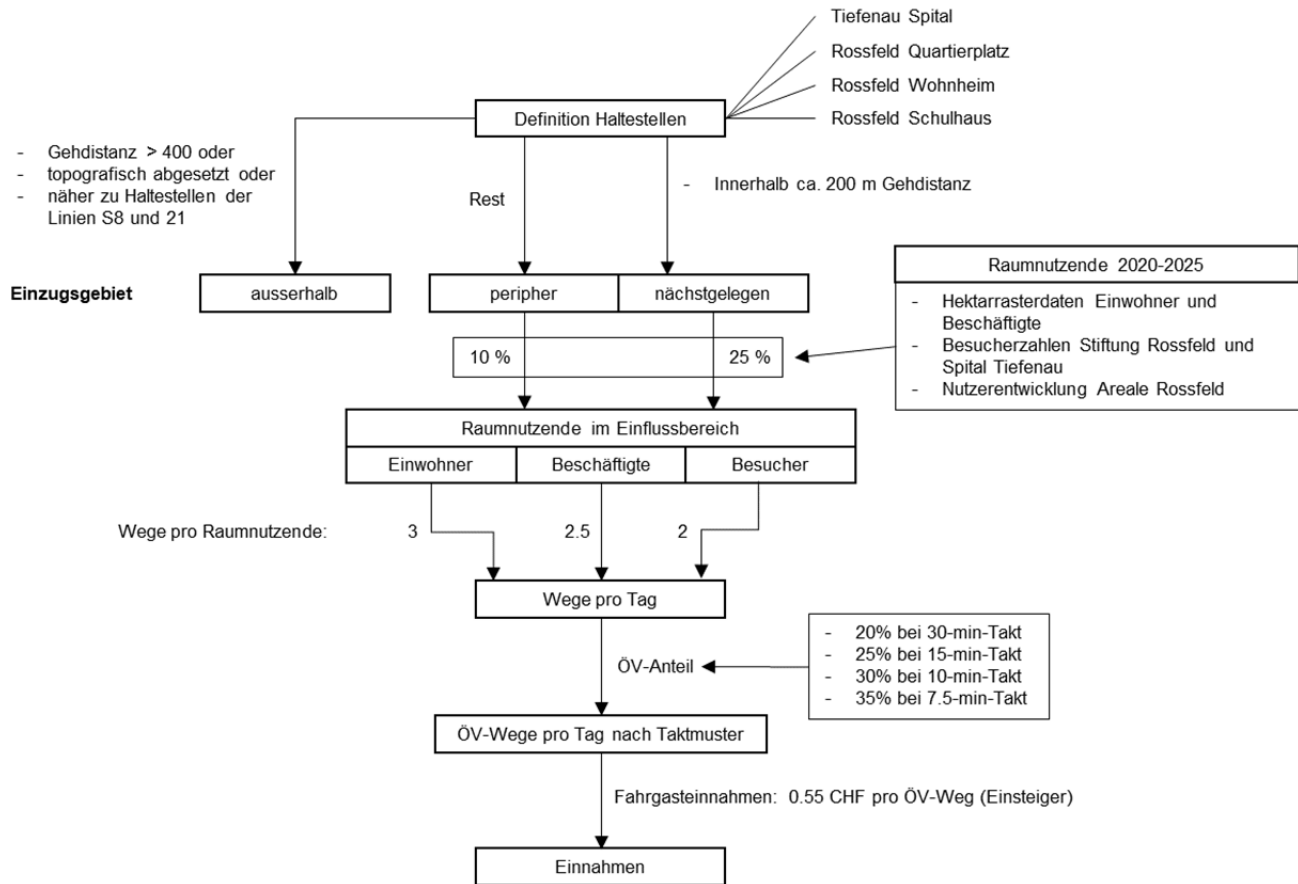 Tiefenau Spital
Rossfeld Quartierplatz
Rossfeld Wohnheim
Rossfeld Schulhaus
Definition Haltestellen
- Gehdistanz > 400 oder
- topografisch abgesetzt oder
- näher zu Haltestellen der
Linien S8 und 21
Rest
- Innerhalb ca. 200 m Gehdistanz
Einzugsgebiet
ausserhalb
peripher
nächstgelegen
Raumnutzende 2020-2025
- Hektarrasterdaten Einwohner und
Beschäftigte
- Besucherzahlen Stiftung Rossfeld und
Spital Tiefenau
- Nutzerentwicklung Areale Rossfeld
10 %
25 %
Raumnutzende im Einflussbereich
Einwohner
Beschäftigte
Besucher
Wege pro Raumnutzende:
3
2.5
2
Wege pro Tag
ÖV-Anteil
- 20% bei 30-min-Takt
- 25% bei 15-min-Takt
- 30% bei 10-min-Takt
- 35% bei 7.5-min-Takt
ÖV-Wege pro Tag nach Taktmuster
Fahrgasteinnahmen: 0.55 CHF pro ÖV-Weg (Einsteiger)
Einnahmen